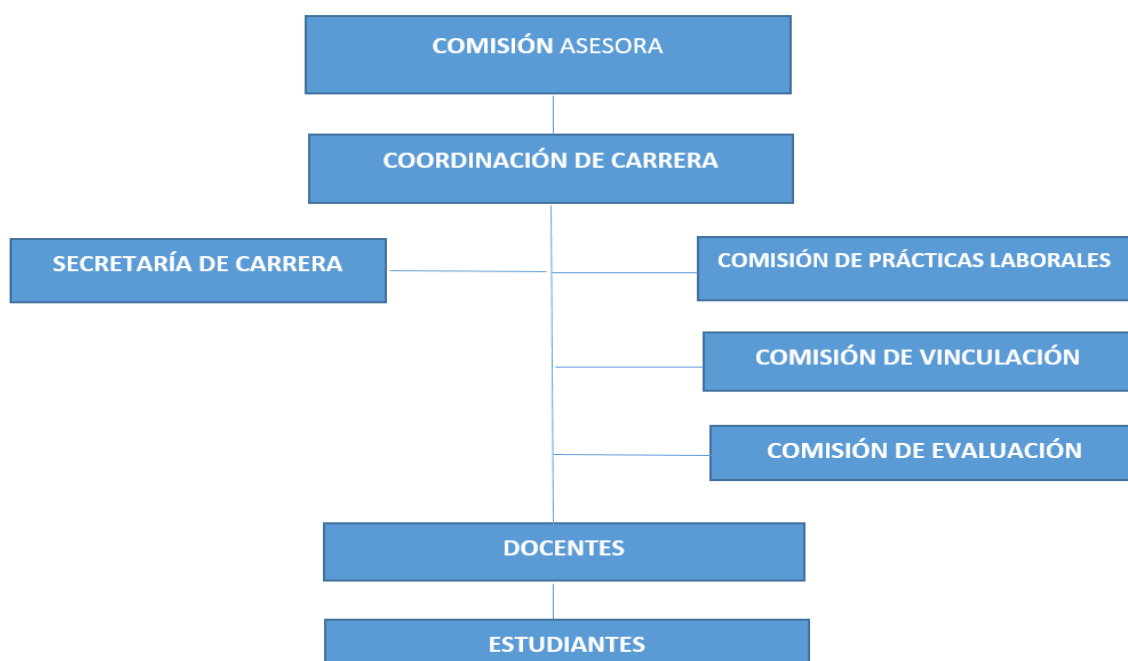 COMISIÓN ASESORA
COORDINACIÓN DE CARRERA
SECRETARÍA DE CARRERA
COMISIÓN DE PRÁCTICAS LABORALES
COMISIÓN DE VINCULACIÓN
COMISIÓN DE EVALUACIÓN
DOCENTES
ESTUDIANTES